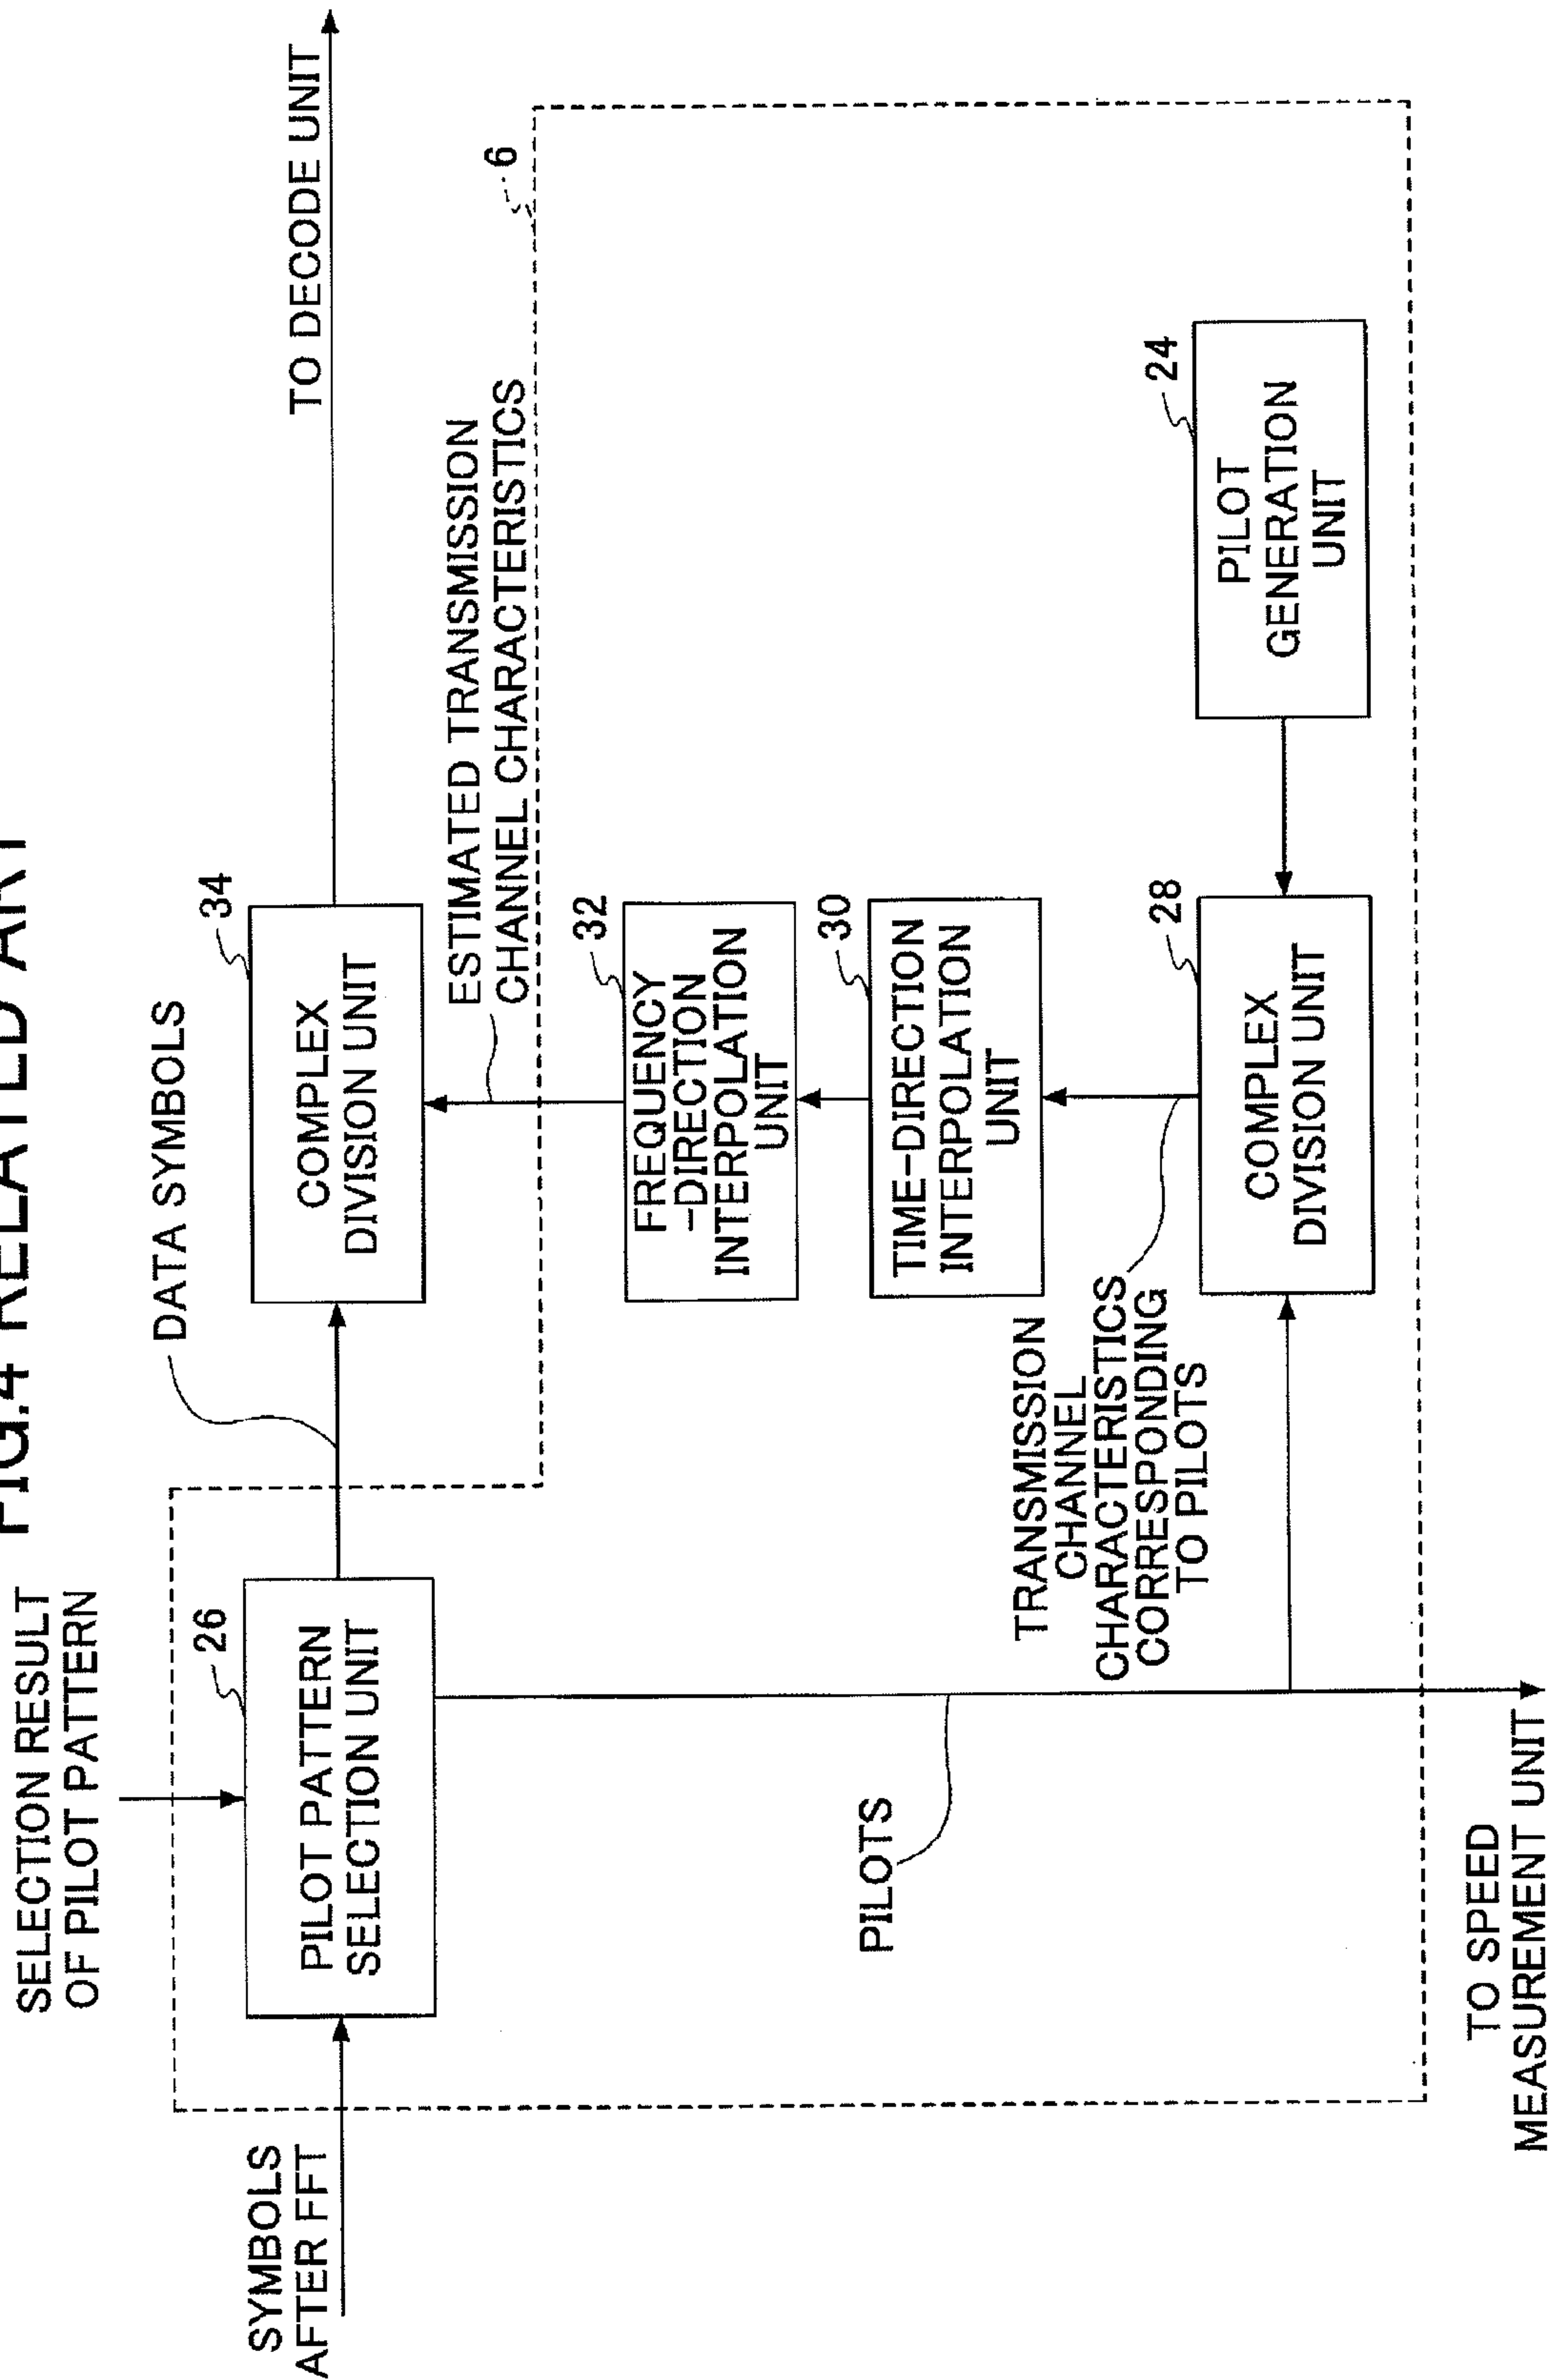 FIG.4 RELATED ART
SELECTION RESULT
OF PILOT PATTERN
DATA SYMBOLS
26
34
SYMBOLS
AFTER FFT
PILOT PATTERN
SELECTION UNIT
COMPLEX
DIVISION UNIT
TO DECODE UNIT
ESTIMATED TRANSMISSION
CHANNEL CHARACTERISTICS
6
32
FREQUENCY
-DIRECTION
INTERPOLATION
UNIT
30
TIME-DIRECTION
INTERPOLATION
UNIT
PILOTS
TRANSMISSION
CHANNEL
CHARACTERISTICS
CORRESPONDING
TO PILOTS
28
24
COMPLEX
DIVISION UNIT
PILOT
GENERATION
UNIT
TO SPEED
MEASUREMENT UNIT